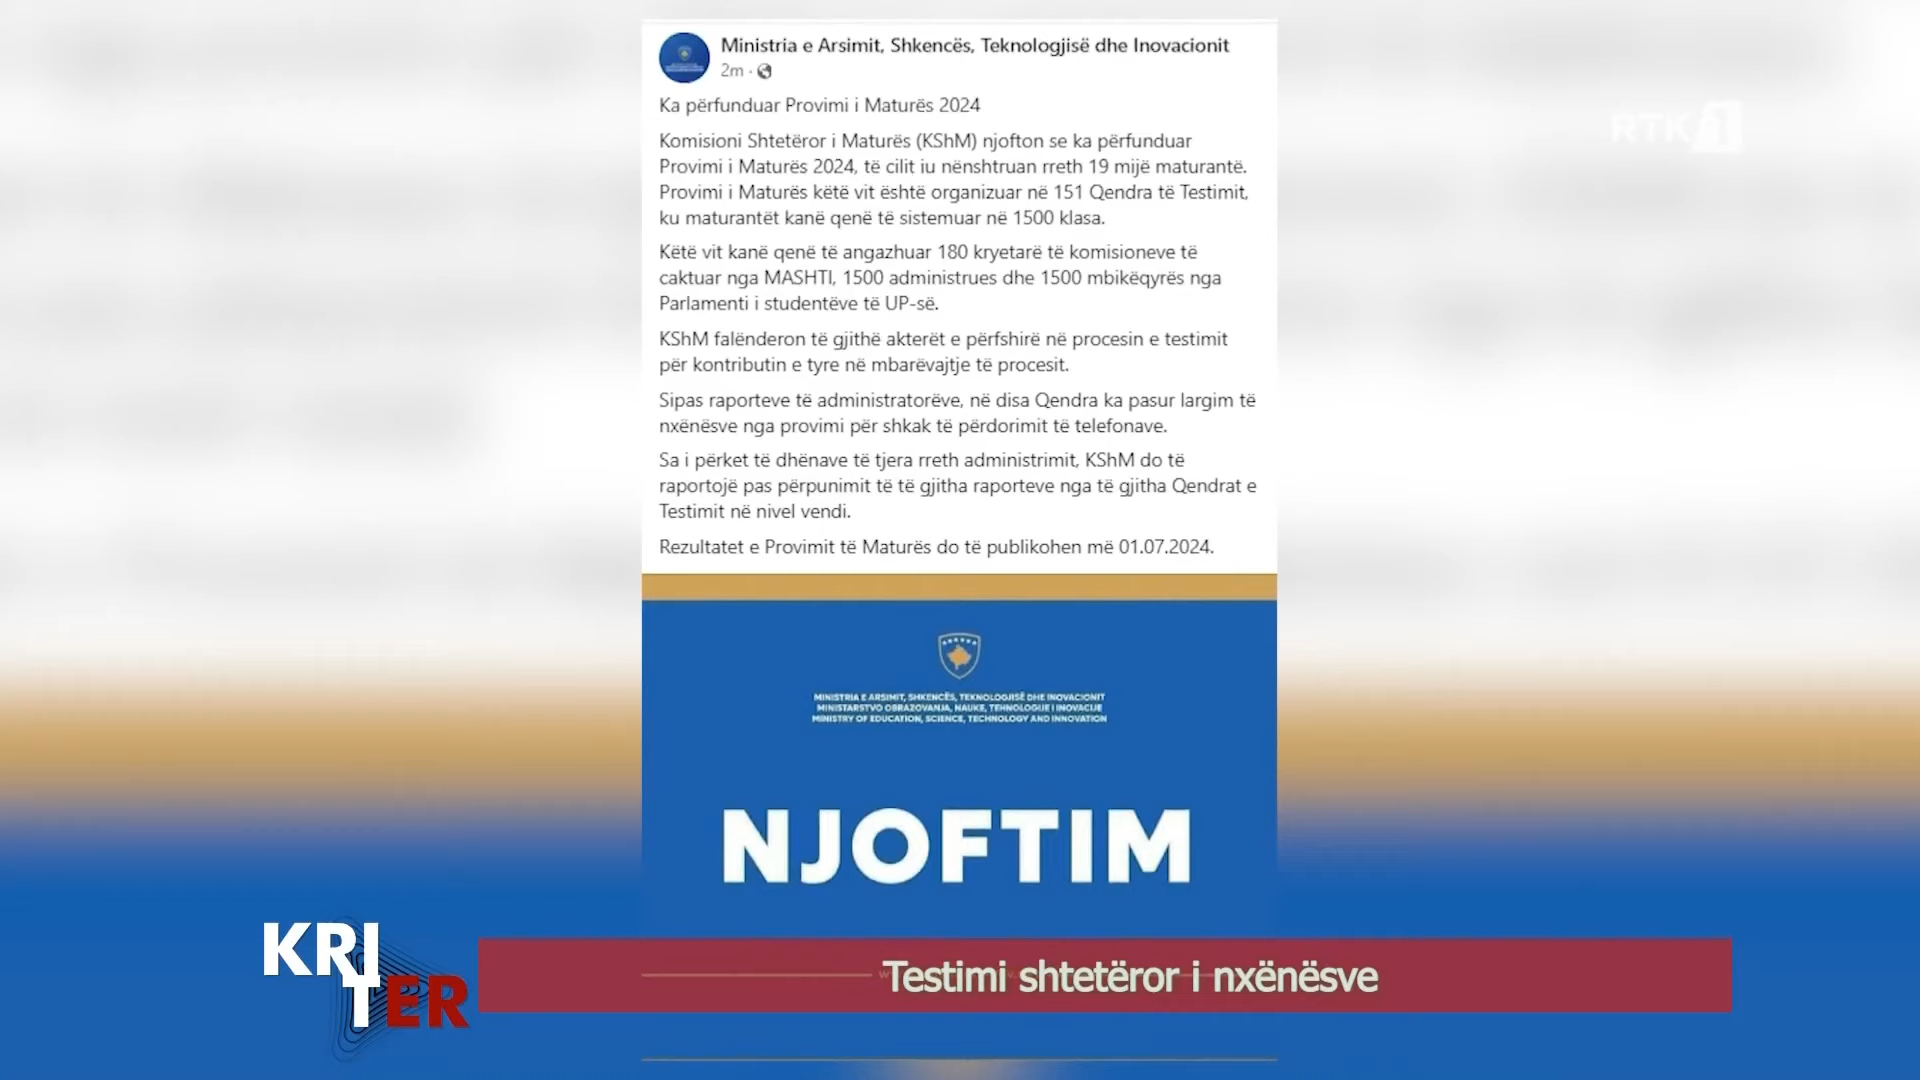 Ministria e Arsimit, Shkencës, Teknologjisë dhe Inovacionit
2m ·
Ka përfunduar Provimi i Maturës 2024
RTK 1
Komisioni Shtetëror i Maturës (KShM) njofton se ka përfunduar
Provimi i Maturës 2024, të cilit iu nënshtruan rreth 19 mijë maturantë.
Provimi i Maturës këtë vit është organizuar në 151 Qendra të Testimit,
ku maturantët kanë qenë të sistemuar në 1500 klasa.
Këtë vit kanë qenë të angazhuar 180 kryetarë të komisioneve të
caktuar nga MASHTI, 1500 administrues dhe 1500 mbikëqyrës nga
Parlamenti i studentëve të UP-së.
KShM falënderon të gjithë akterët e përfshirë në procesin e testimit
për kontributin e tyre në mbarëvajtje të procesit.
Sipas raporteve të administratorëve, në disa Qendra ka pasur largim të
nxënësve nga provimi për shkak të përdorimit të telefonave.
Sa i përket të dhënave të tjera rreth administrimit, KShM do të
raportojë pas përpunimit të të gjitha raporteve nga të gjitha Qendrat e
Testimit në nivel vendi.
Rezultatet e Provimit të Maturës do të publikohen më 01.07.2024.
MINISTRIA E ARSIMIT, SHKENCËS, TEKNOLOGJISË DHE INOVACIONIT
MINISTARSTVO OBRAZOVANJA, NAUKE, TEHNOLOGIJE I INOVACIJE
MINISTRY OF EDUCATION, SCIENCE, TECHNOLOGY AND INNOVATION
NJOFTIM
KRITER
Testimi shtetëror i nxënësve